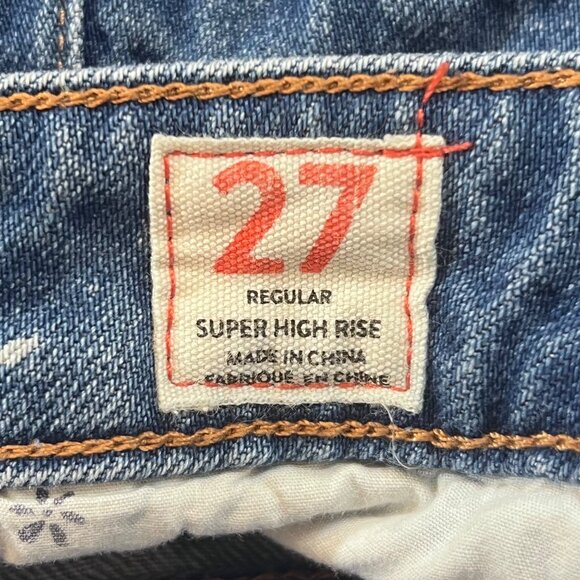 27
REGULAR
SUPER HIGH RISE
MADE IN CHINA
FABRIQUE EN CHINE